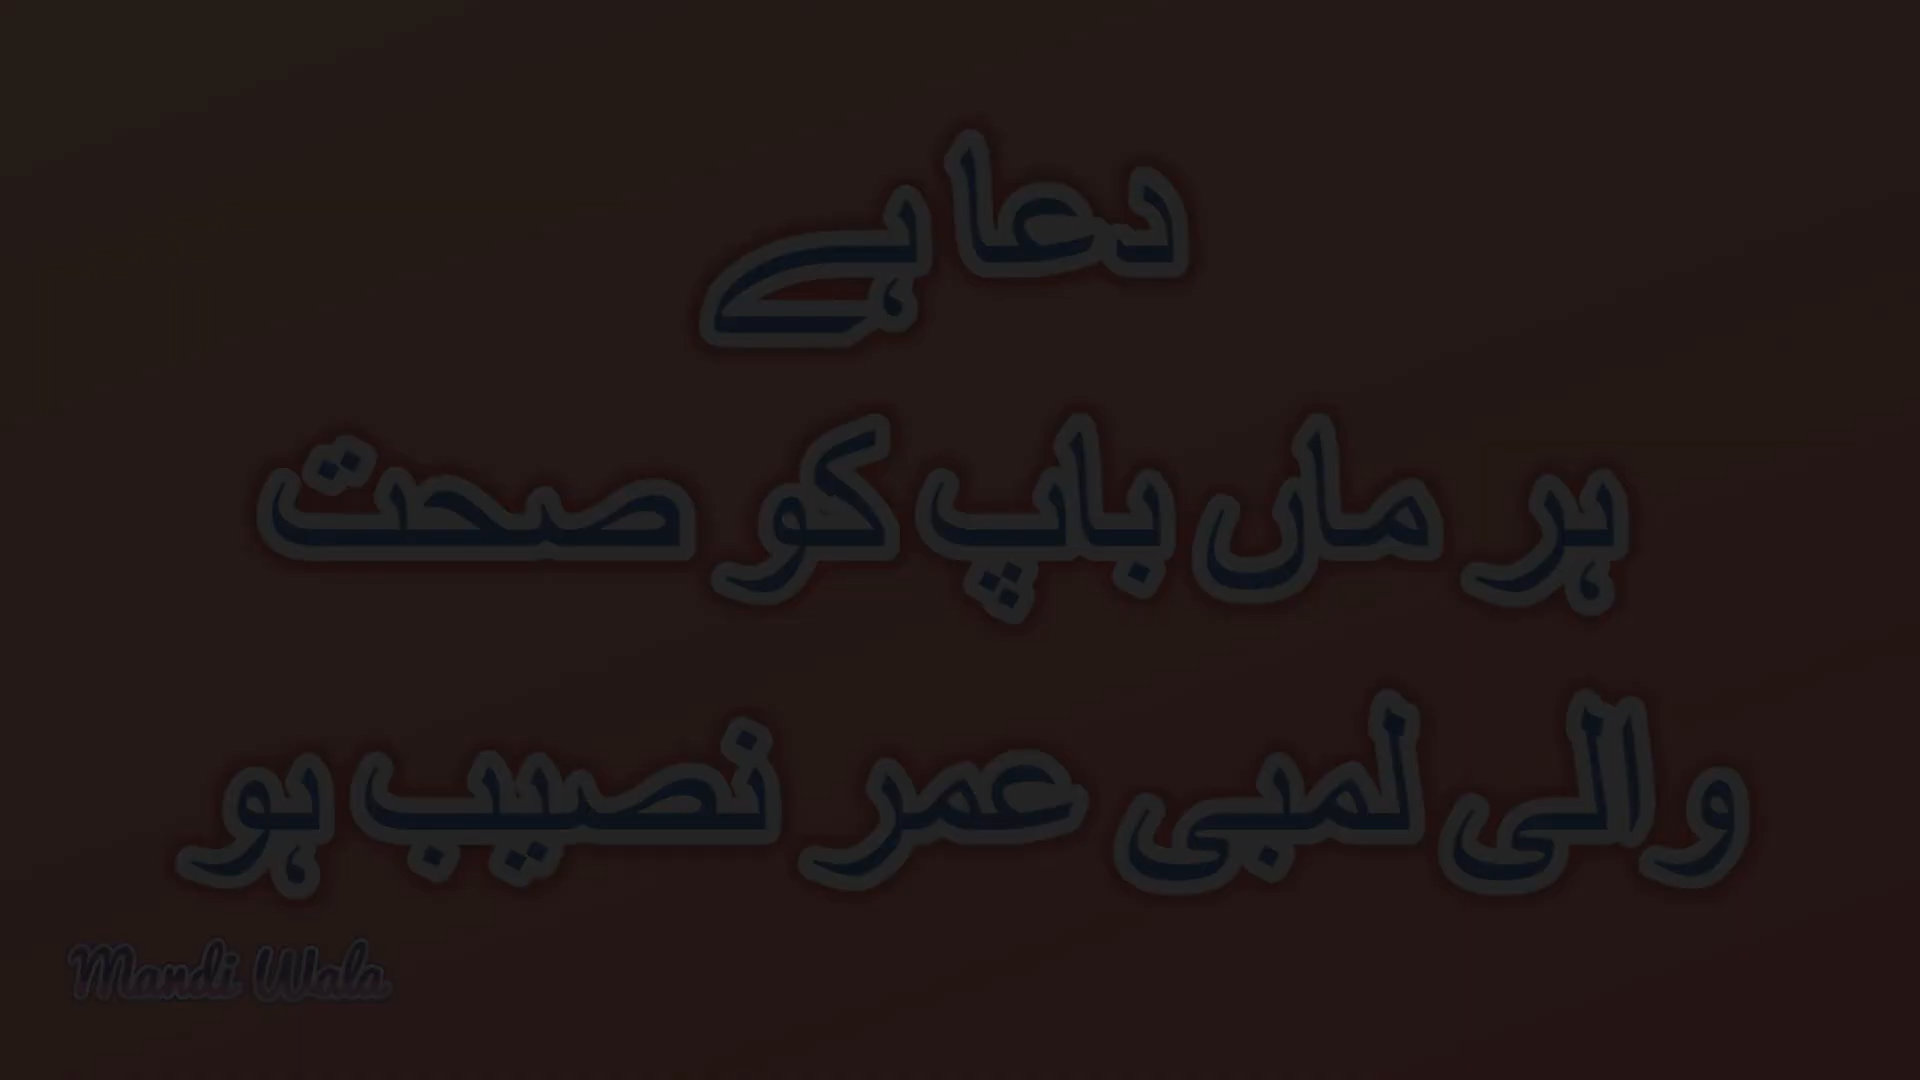 دعا ہے
ہر ماں باپ کو صحت
والی لمبی عمر نصیب ہو
Mandi Wala